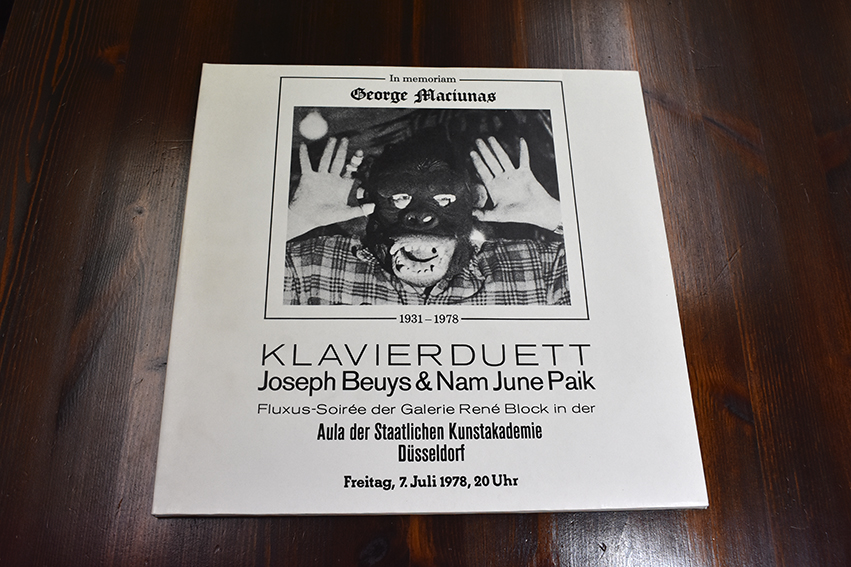 In memoriam
George Maciunas
1931–1978
KLAVIERDUETT
Joseph Beuys & Nam June Paik
Fluxus-Soirée der Galerie René Block in der
Aula der Staatlichen Kunstakademie
Düsseldorf
Freitag, 7. Juli 1978, 20 Uhr